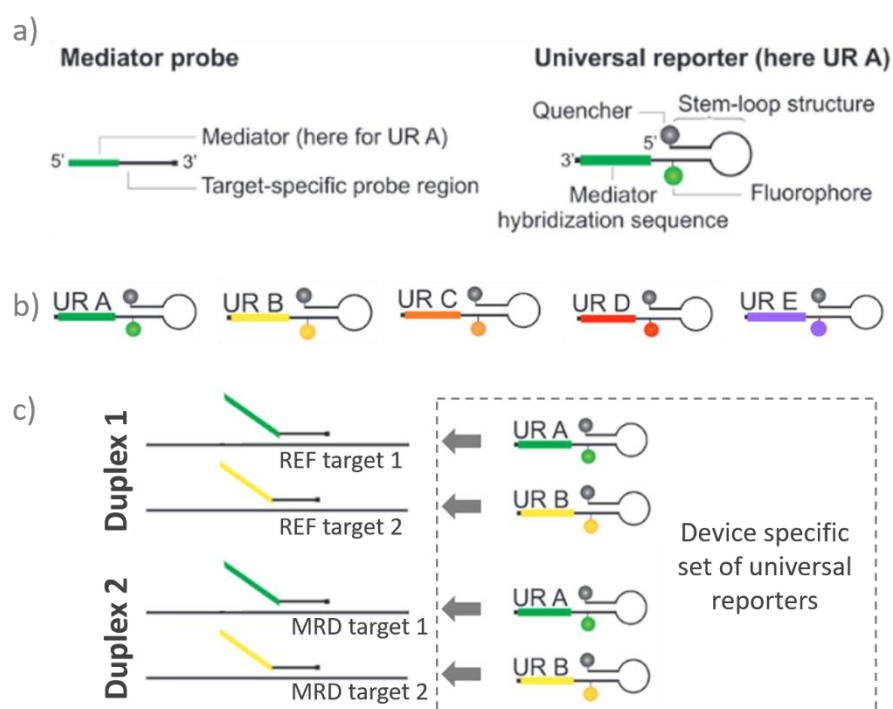 a)
Mediator probe
Universal reporter (here UR A)
Quencher
Stem-loop structure
5'
Mediator (here for UR A)
5'
3'
3'
Target-specific probe region
Mediator
hybridization sequence
Fluorophore
b)
UR A
UR B
UR C
UR D
UR E
c)
Duplex 1
REF target 1
UR A
REF target 2
UR B
Device specific
set of universal
reporters
Duplex 2
MRD target 1
UR A
MRD target 2
UR B